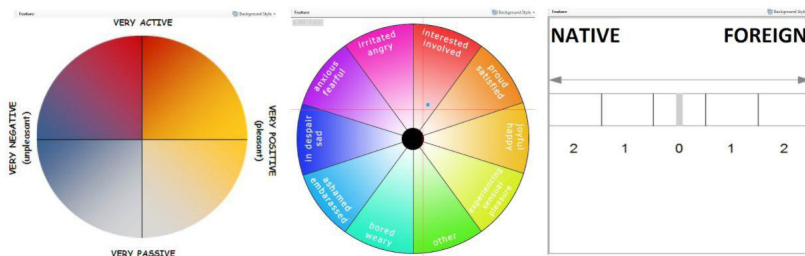 Feature
Background Style
VERY ACTIVE
VERY NEGATIVE
(unpleasant)
VERY POSITIVE
(pleasant)
VERY PASSIVE
Feature
Background Style
irritated
angry
interested
involved
proud
satisfied
joyful
happy
experiencing
sensual
pleasure
other
bored
weary
ashamed
embarassed
in despair
sad
anxious
fearful
Feature
Background Style
NATIVE FOREIGN
2 1 0 1 2